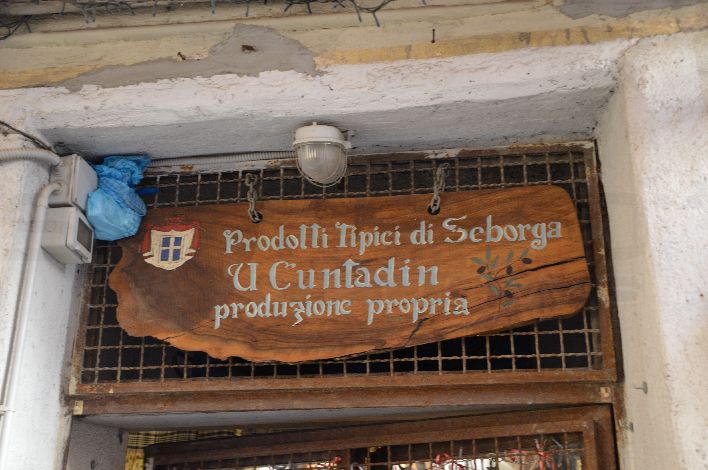 Prodotti Tipici di Seborga
U Cuntadin
produzione propria